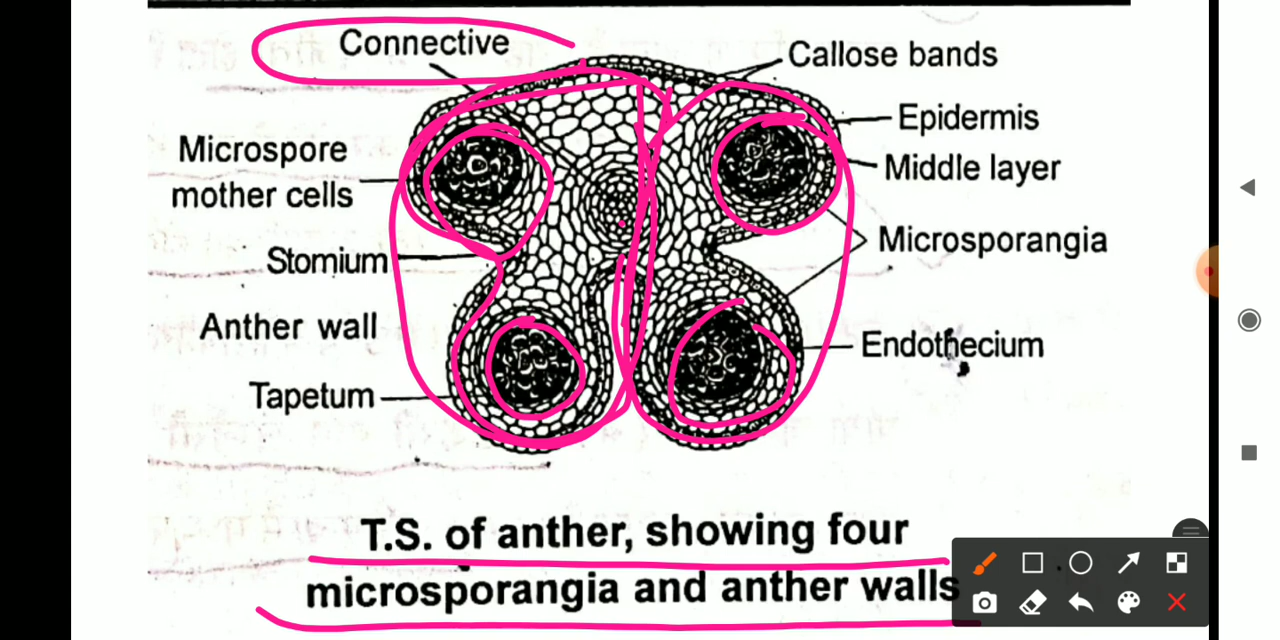 Connective
Callose bands
Epidermis
Microspore
mother cells
Middle layer
Microsporangia
Stomium
Anther wall
Endothecium
Tapetum
T.S. of anther, showing four
microsporangia and anther walls